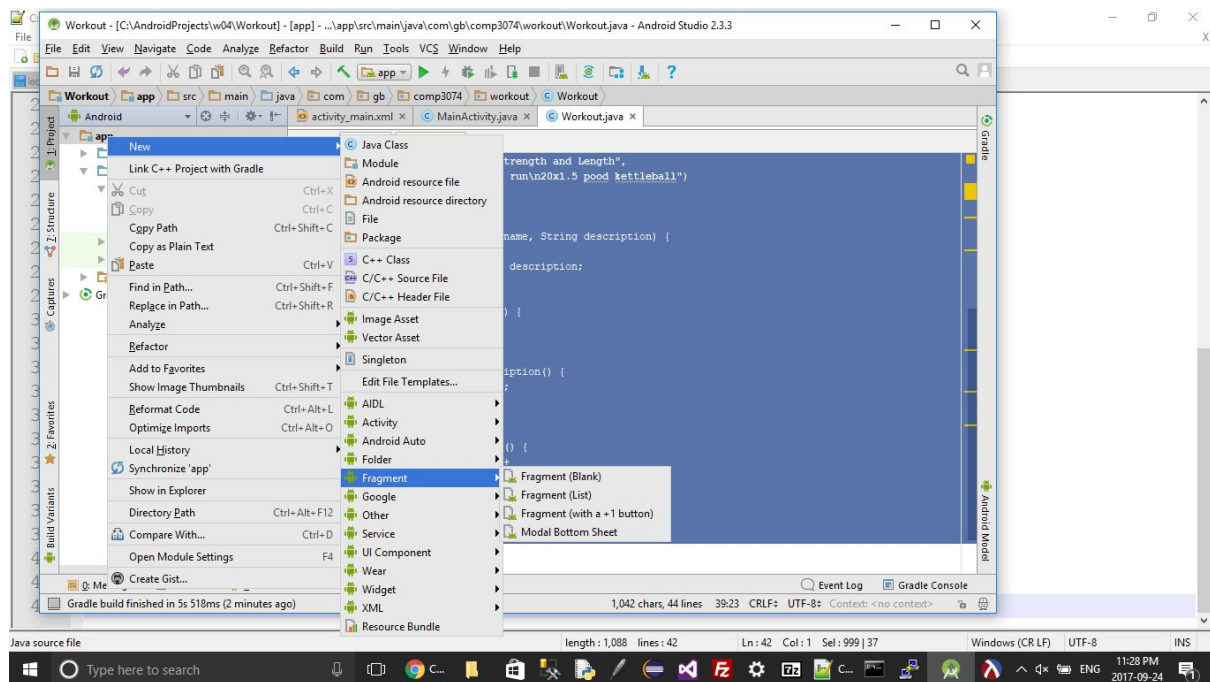 File
X
Workout - [C:\AndroidProjects\w04\Workout] - [app] - ...\app\src\main\java\com\gb\comp3074\workout\Workout.java - Android Studio 2.3.3
File Edit View Navigate Code Analyze Refactor Build Run Tools VCS Window Help
app
Workout app src main java com gb comp3074 workout Workout
Android activity_main.xml MainActivity.java Workout.java
1: Project
Z: Structure
Captures
2: Favorites
Build Variants
Gradle
Android Model
app
Gr
New
Link C++ Project with Gradle
Cut Ctrl+X
Copy Ctrl+C
Copy Path Ctrl+Shift+C
Copy as Plain Text
Paste Ctrl+V
Find in Path... Ctrl+Shift+F
Replace in Path... Ctrl+Shift+R
Analyze
Refactor
Add to Favorites
Show Image Thumbnails Ctrl+Shift+T
Reformat Code Ctrl+Alt+L
Optimize Imports Ctrl+Alt+O
Local History
Synchronize 'app'
Show in Explorer
Directory Path Ctrl+Alt+F12
Compare With... Ctrl+D
Open Module Settings F4
Create Gist...
Java Class
Module
Android resource file
Android resource directory
File
Package
C++ Class
C/C++ Source File
C/C++ Header File
Image Asset
Vector Asset
Singleton
Edit File Templates...
AIDL
Activity
Android Auto
Folder
Fragment
Google
Other
Service
UI Component
Wear
Widget
XML
Resource Bundle
Fragment (Blank)
Fragment (List)
Fragment (with a +1 button)
Modal Bottom Sheet
trength and Length",
run\n20x1.5 pood kettleball")
name, String description) {
description;
) {
iption() {
;
() {
+
0: Me
Event Log Gradle Console
Gradle build finished in 5s 518ms (2 minutes ago) 1,042 chars, 44 lines 39:23 CRLF÷ UTF-8÷ Context: <no context>
Java source file length : 1,088 lines : 42 Ln : 42 Col : 1 Sel : 999 | 37 Windows (CR LF) UTF-8 INS
Type here to search C... C... ENG 11:28 PM
2017-09-24